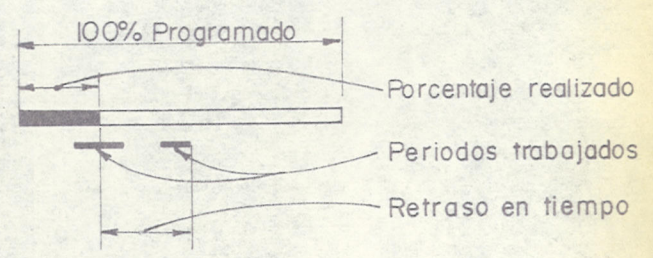 100% Programado
Porcentaje realizado
Periodos trabajados
Retraso en tiempo